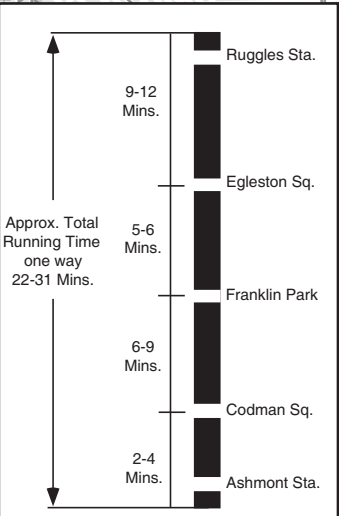 Ruggles Sta.
9-12
Mins.
Egleston Sq.
Approx. Total
Running Time
one way
22-31 Mins.
5-6
Mins.
Franklin Park
6-9
Mins.
Codman Sq.
2-4
Mins.
Ashmont Sta.